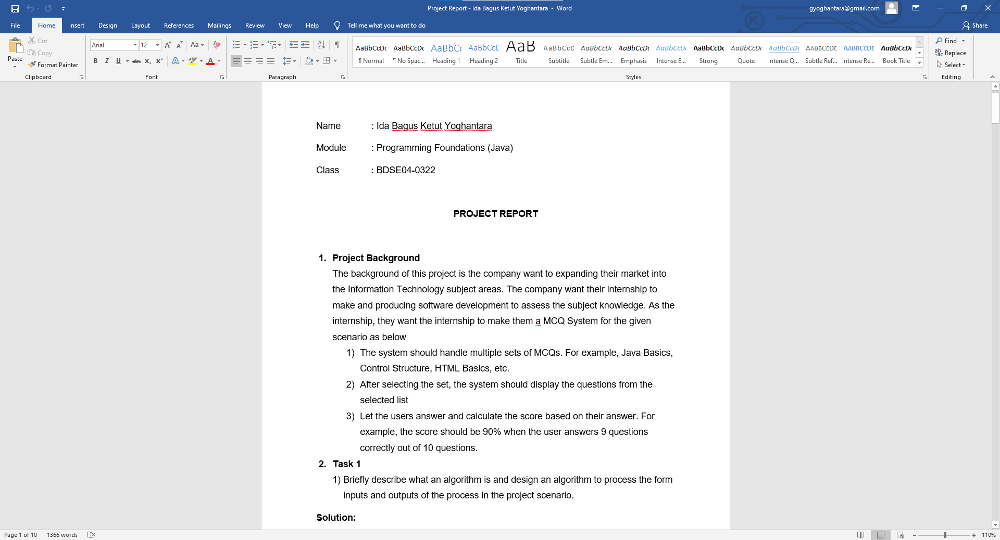 Project Report - Ida Bagus Ketut Yoghantara - Word
gyoghantara@gmail.com
File Home Insert Design Layout References Mailings Review View Help Tell me what you want to do Share
Paste
Cut
Copy
Format Painter
Clipboard
Arial 12
Aa
B I U abc x₂ x²
Font
Paragraph
AaBbCcDc AaBbCcDc AaBbCc AaBbCcD AaB AaBbCcD AaBbCcDc AaBbCcDc AaBbCcDc AaBbCcDc AaBbCcDc AaBbCcDc AaBbCcDc AaBbCcDc AaBbCcDc
¶ Normal ¶ No Spac... Heading 1 Heading 2 Title Subtitle Subtle Em... Emphasis Intense E... Strong Quote Intense Q... Subtle Ref... Intense Re... Book Title
Styles
Find
Replace
Select
Editing
Name : Ida Bagus Ketut Yoghantara
Module : Programming Foundations (Java)
Class : BDSE04-0322
PROJECT REPORT
1. Project Background
The background of this project is the company want to expanding their market into
the Information Technology subject areas. The company want their internship to
make and producing software development to assess the subject knowledge. As the
internship, they want the internship to make them a MCQ System for the given
scenario as below
1) The system should handle multiple sets of MCQs. For example, Java Basics,
Control Structure, HTML Basics, etc.
2) After selecting the set, the system should display the questions from the
selected list
3) Let the users answer and calculate the score based on their answer. For
example, the score should be 90% when the user answers 9 questions
correctly out of 10 questions.
2. Task 1
1) Briefly describe what an algorithm is and design an algorithm to process the form
inputs and outputs of the process in the project scenario.
Solution:
Page 1 of 10 1366 words 110%